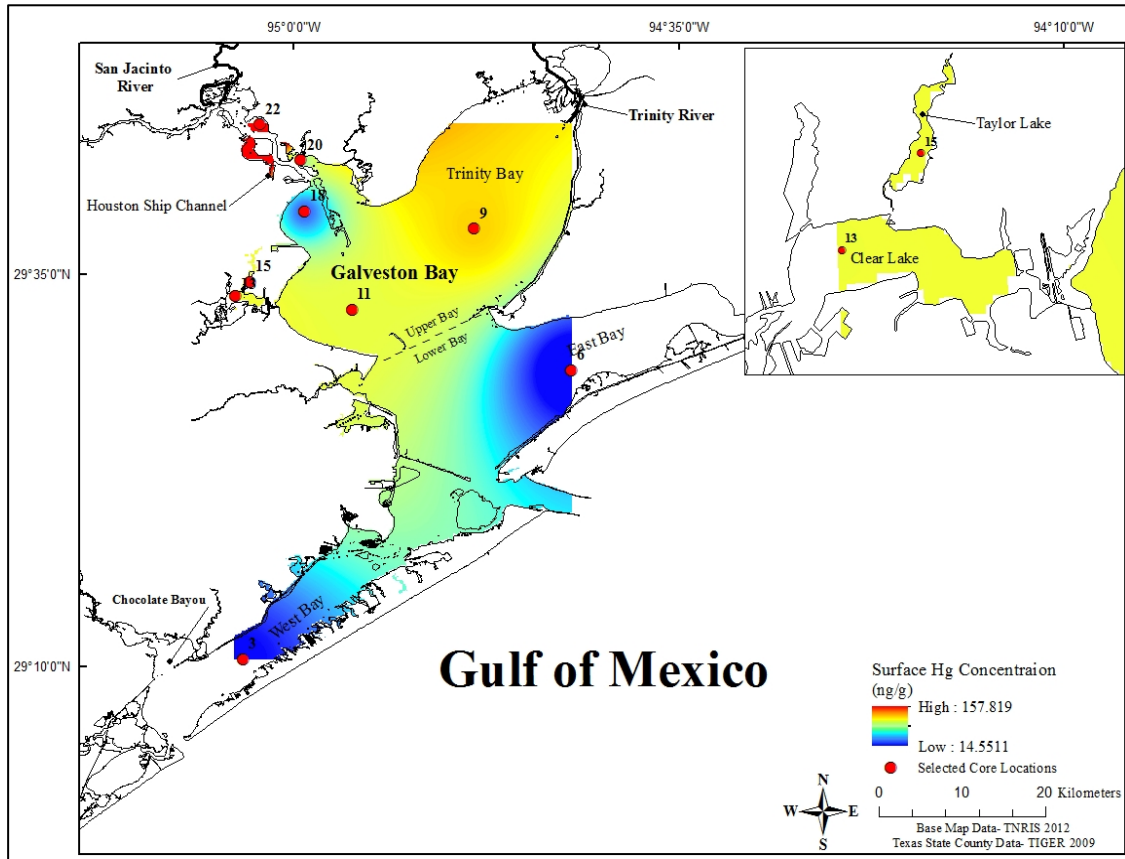 95°0'0"W
94°35'0"W
94°10'0"W
San Jacinto
River
22
20
Trinity River
Taylor Lake
15
Trinity Bay
Houston Ship Channel
18
9
13
Clear Lake
29°35'0"N
15
Galveston Bay
11
Upper Bay
Lower Bay
East Bay
6
Chocolate Bayou
West Bay
3
29°10'0"N
Gulf of Mexico
Surface Hg Concentraion
(ng/g)
High : 157.819
Low : 14.5511
Selected Core Locations
N
W E
S
0 10 20 Kilometers
Base Map Data- TNRIS 2012
Texas State County Data- TIGER 2009